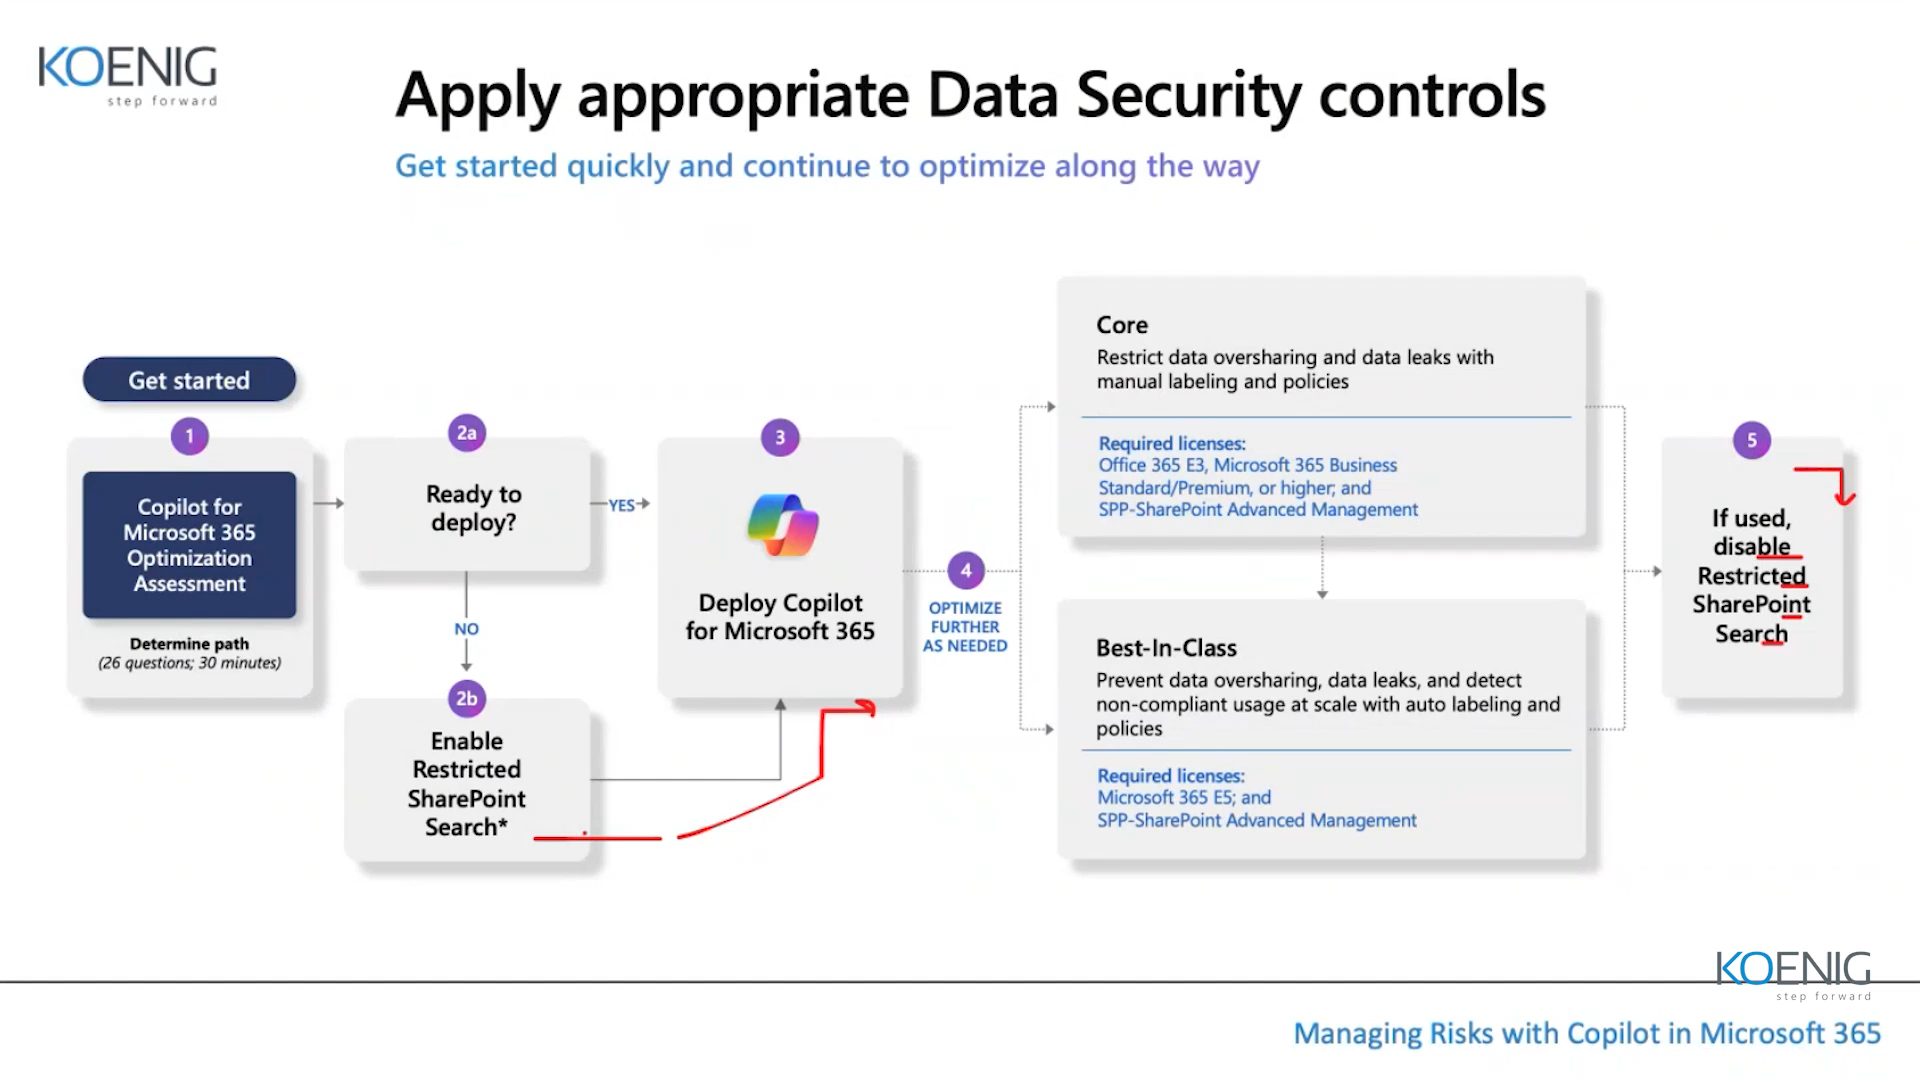 KOENIG
step forward
Apply appropriate Data Security controls
Get started quickly and continue to optimize along the way
Get started
1
Copilot for
Microsoft 365
Optimization
Assessment
Determine path
(26 questions; 30 minutes)
2a
Ready to
deploy?
YES
NO
2b
Enable
Restricted
SharePoint
Search*
3
Deploy Copilot
for Microsoft 365
4
OPTIMIZE
FURTHER
AS NEEDED
Core
Restrict data oversharing and data leaks with
manual labeling and policies
Required licenses:
Office 365 E3, Microsoft 365 Business
Standard/Premium, or higher; and
SPP-SharePoint Advanced Management
Best-In-Class
Prevent data oversharing, data leaks, and detect
non-compliant usage at scale with auto labeling and
policies
Required licenses:
Microsoft 365 E5; and
SPP-SharePoint Advanced Management
5
If used,
disable
Restricted
SharePoint
Search
KOENIG
step forward
Managing Risks with Copilot in Microsoft 365